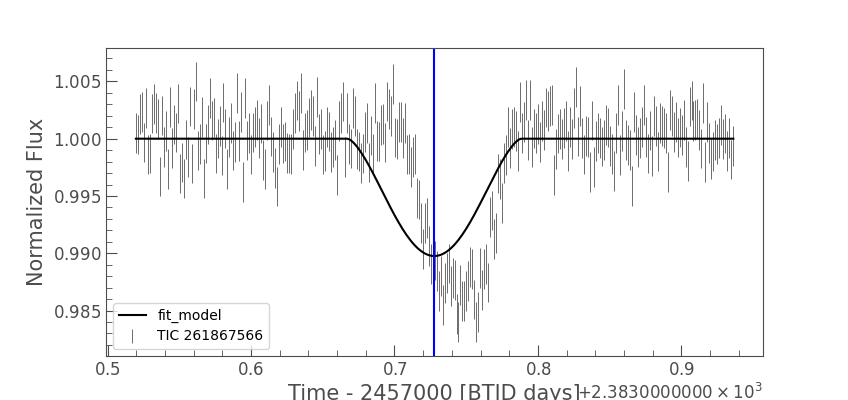 1.005
1.000
0.995
0.990
0.985
Normalized Flux
fit_model
TIC 261867566
0.5 0.6 0.7 0.8 0.9
Time - 2457000 [BTJD days]
+2.3830000000 × 10³